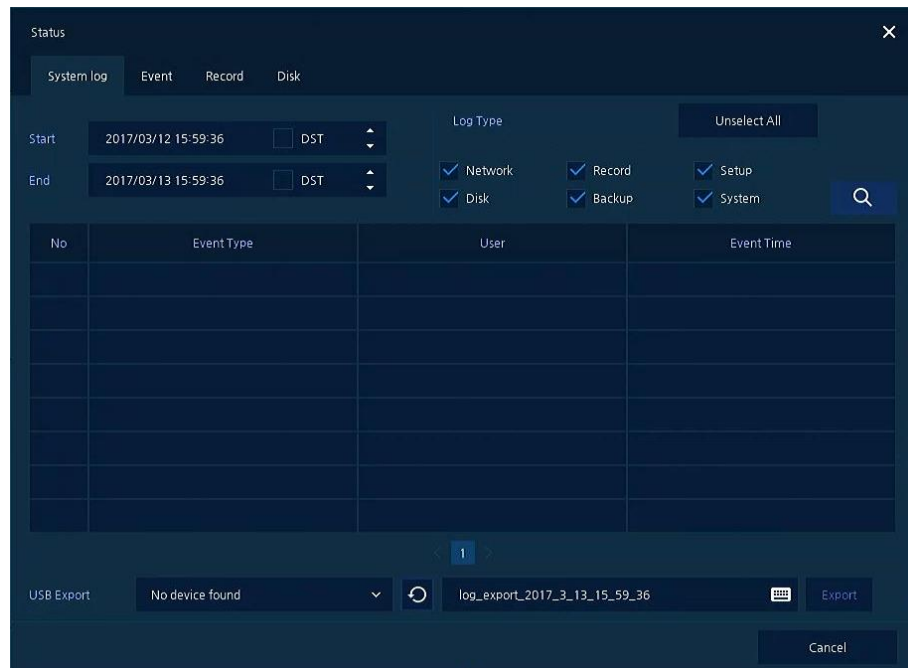 Status
System log Event Record Disk
Log Type Unselect All
Start 2017/03/12 15:59:36 DST
Network Record Setup
End 2017/03/13 15:59:36 DST
Disk Backup System
No Event Type User Event Time
1
USB Export No device found log_export_2017_3_13_15_59_36 Export
Cancel